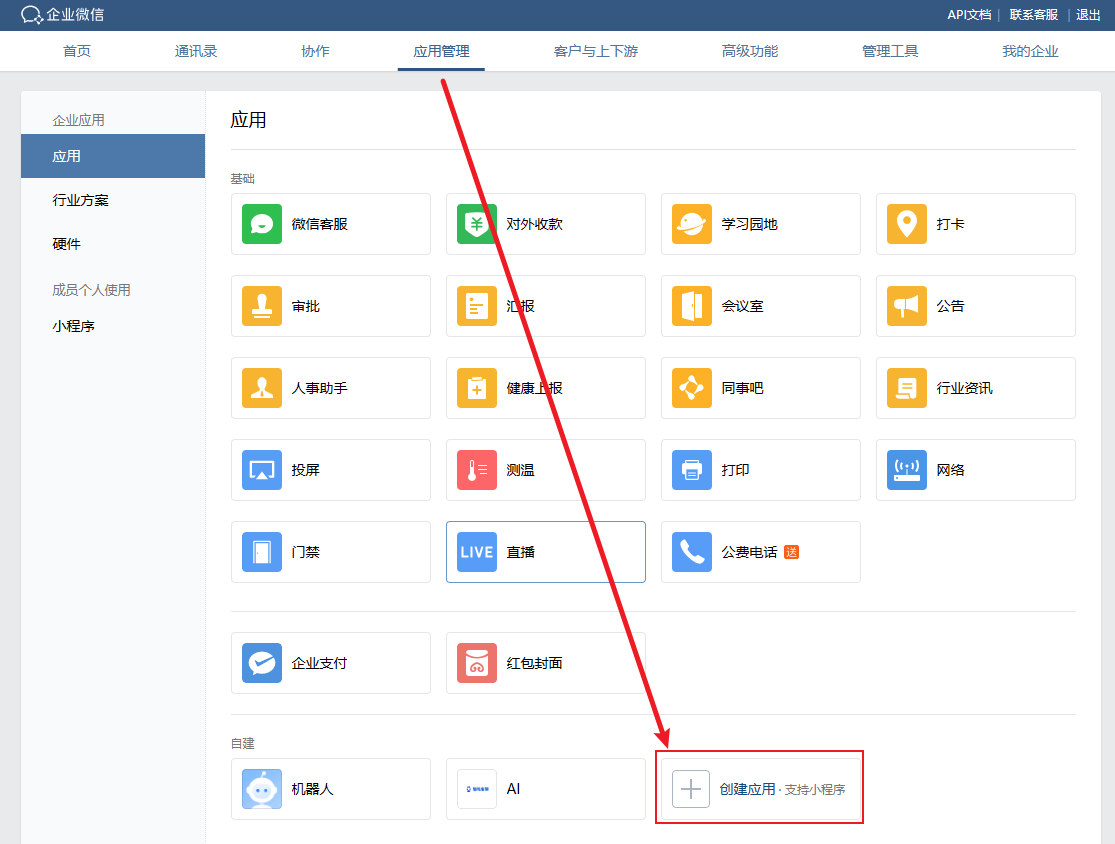 企业微信
API文档 | 联系客服 | 退出
首页 通讯录 协作 应用管理 客户与上下游 高级功能 管理工具 我的企业
企业应用
应用
行业方案
硬件
成员个人使用
小程序
应用
基础
微信客服 对外收款 学习园地 打卡
审批 汇报 会议室 公告
人事助手 健康上报 同事吧 行业资讯
投屏 测温 打印 网络
门禁 LIVE 直播 公费电话 送
企业支付 红包封面
自建
机器人 AI 创建应用 · 支持小程序